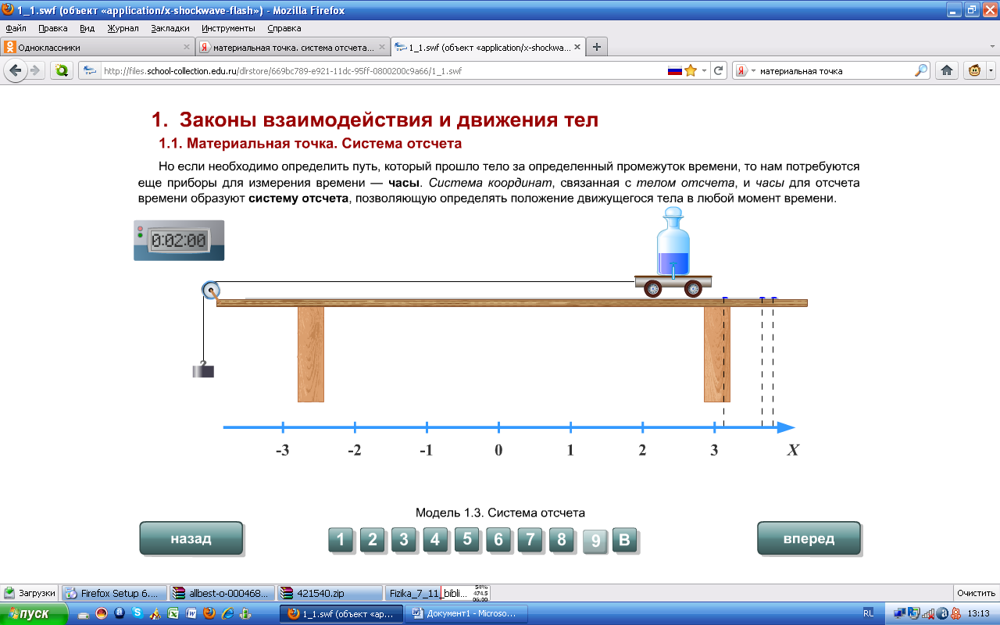 1_1.swf (объект «application/x-shockwave-flash») - Mozilla Firefox
Файл Правка Вид Журнал Закладки Инструменты Справка
Одноклассники
материальная точка. система отсчета...
1_1.swf (объект «application/x-shockwa...
http://files.school-collection.edu.ru/dlrstore/669bc789-e921-11dc-95ff-0800200c9a66/1_1.swf
материальная точка
1. Законы взаимодействия и движения тел
1.1. Материальная точка. Система отсчета
Но если необходимо определить путь, который прошло тело за определенный промежуток времени, то нам потребуются
еще приборы для измерения времени — часы. Система координат, связанная с телом отсчета, и часы для отсчета
времени образуют систему отсчета, позволяющую определять положение движущегося тела в любой момент времени.
0:02:00
-3 -2 -1 0 1 2 3 X
Модель 1.3. Система отсчета
назад 1 2 3 4 5 6 7 8 9 В вперед
Загрузки
Firefox Setup 6....
allbest-o-000468...
421540.zip
Fizika_7_11_bibli...
54%
474.5
06:00
Очистить
пуск
1_1.swf (объект «ap...
Документ1 - Microso...
RL
13:13